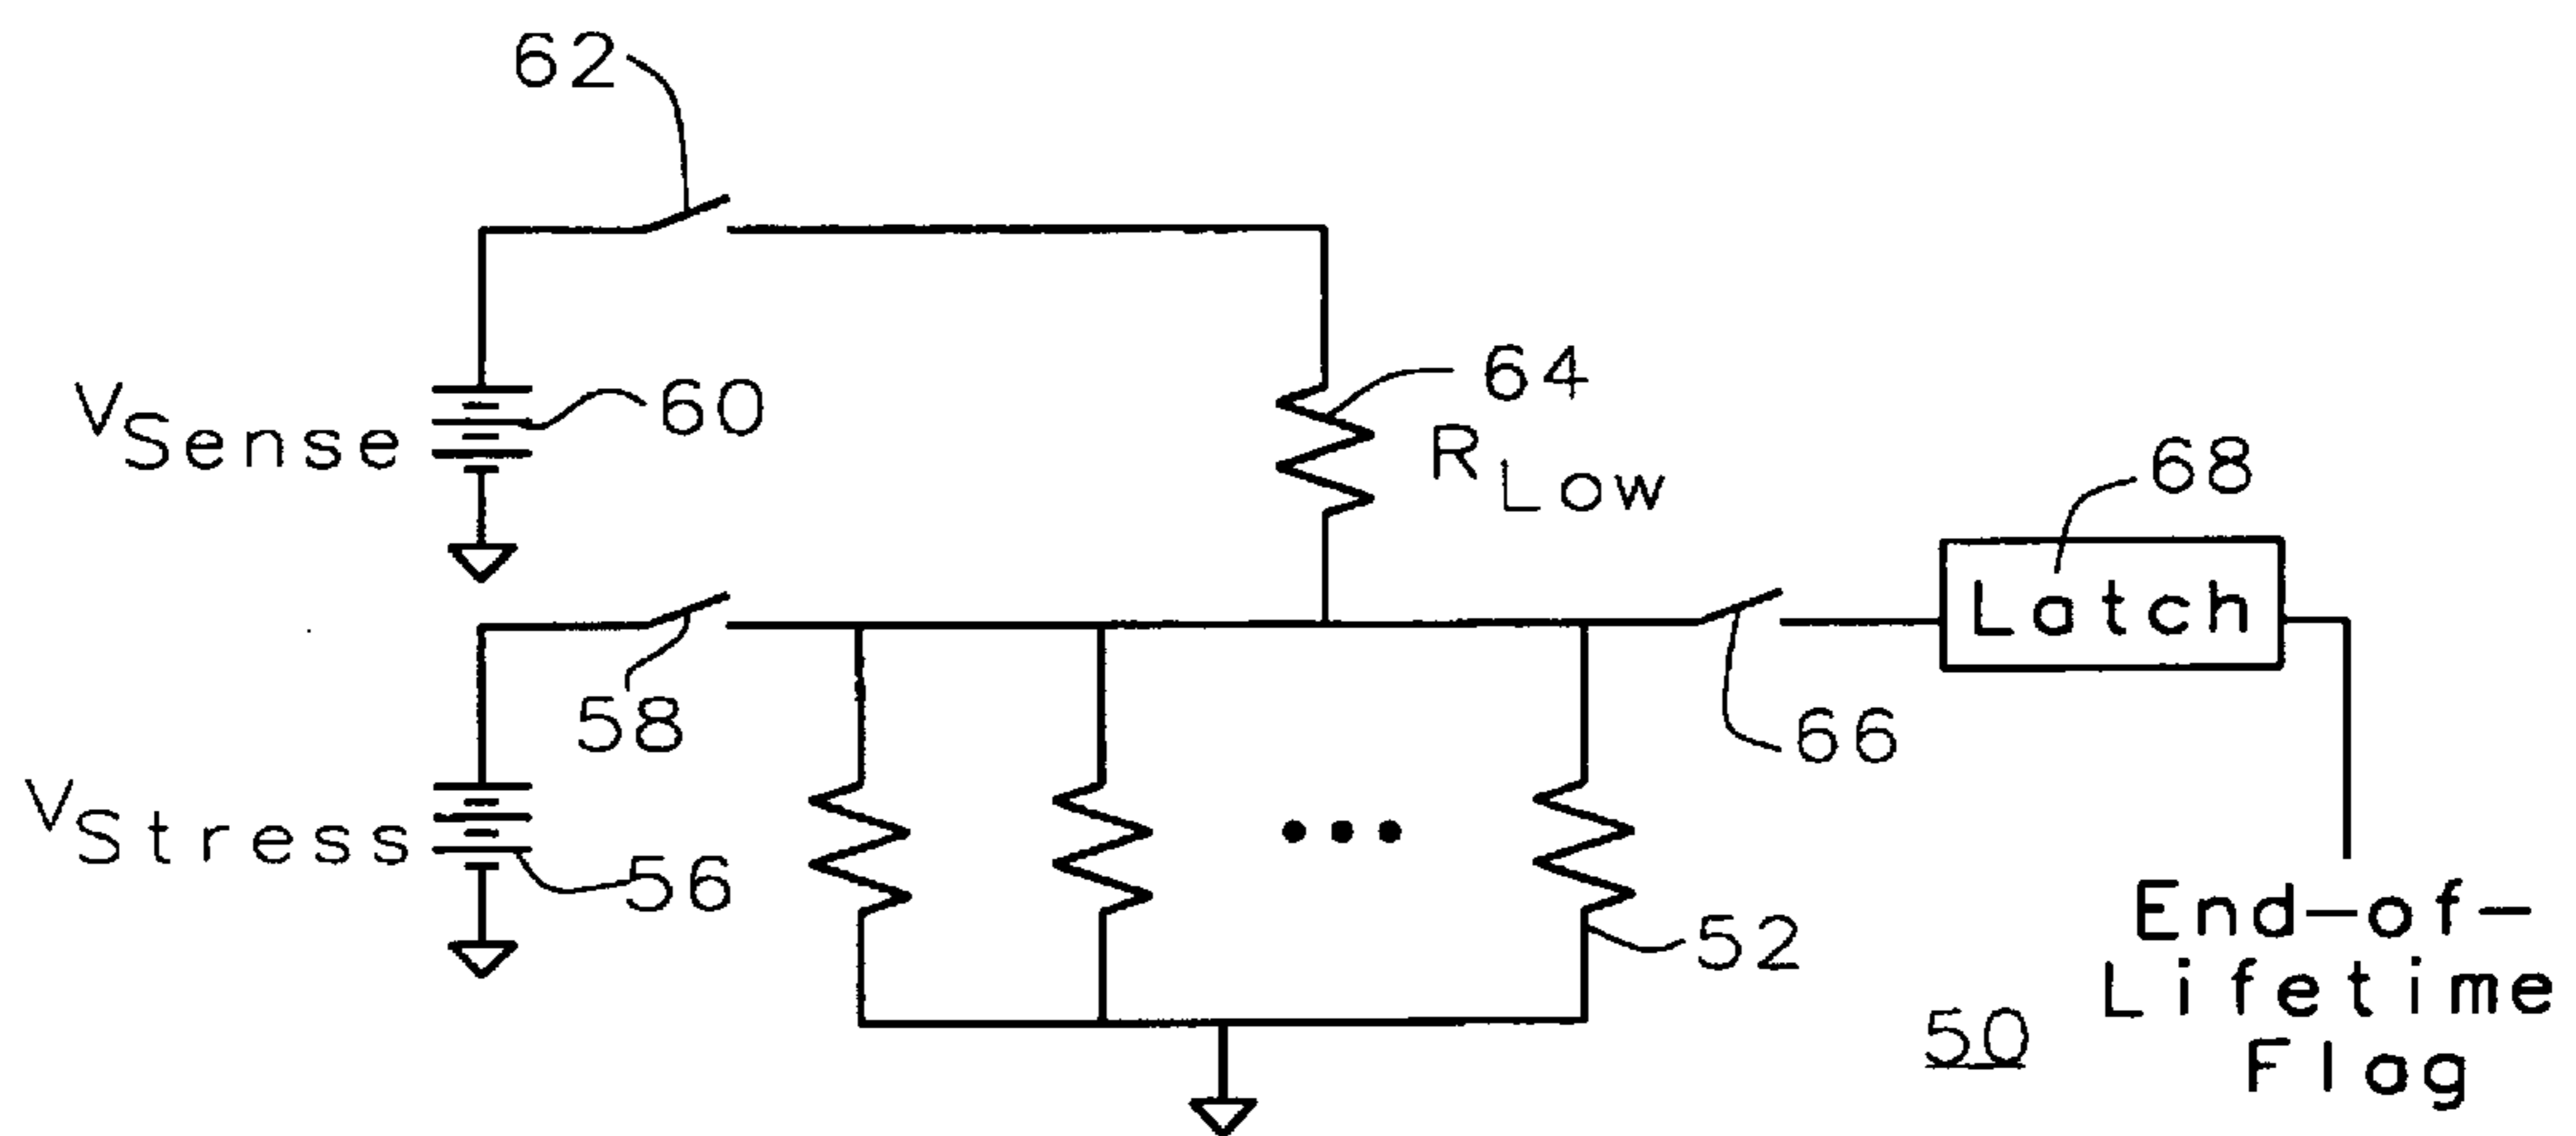 62
V Sense
60
64
R Low
68
Latch
58
66
V Stress
56
52
50
End-of-
Lifetime
Flag